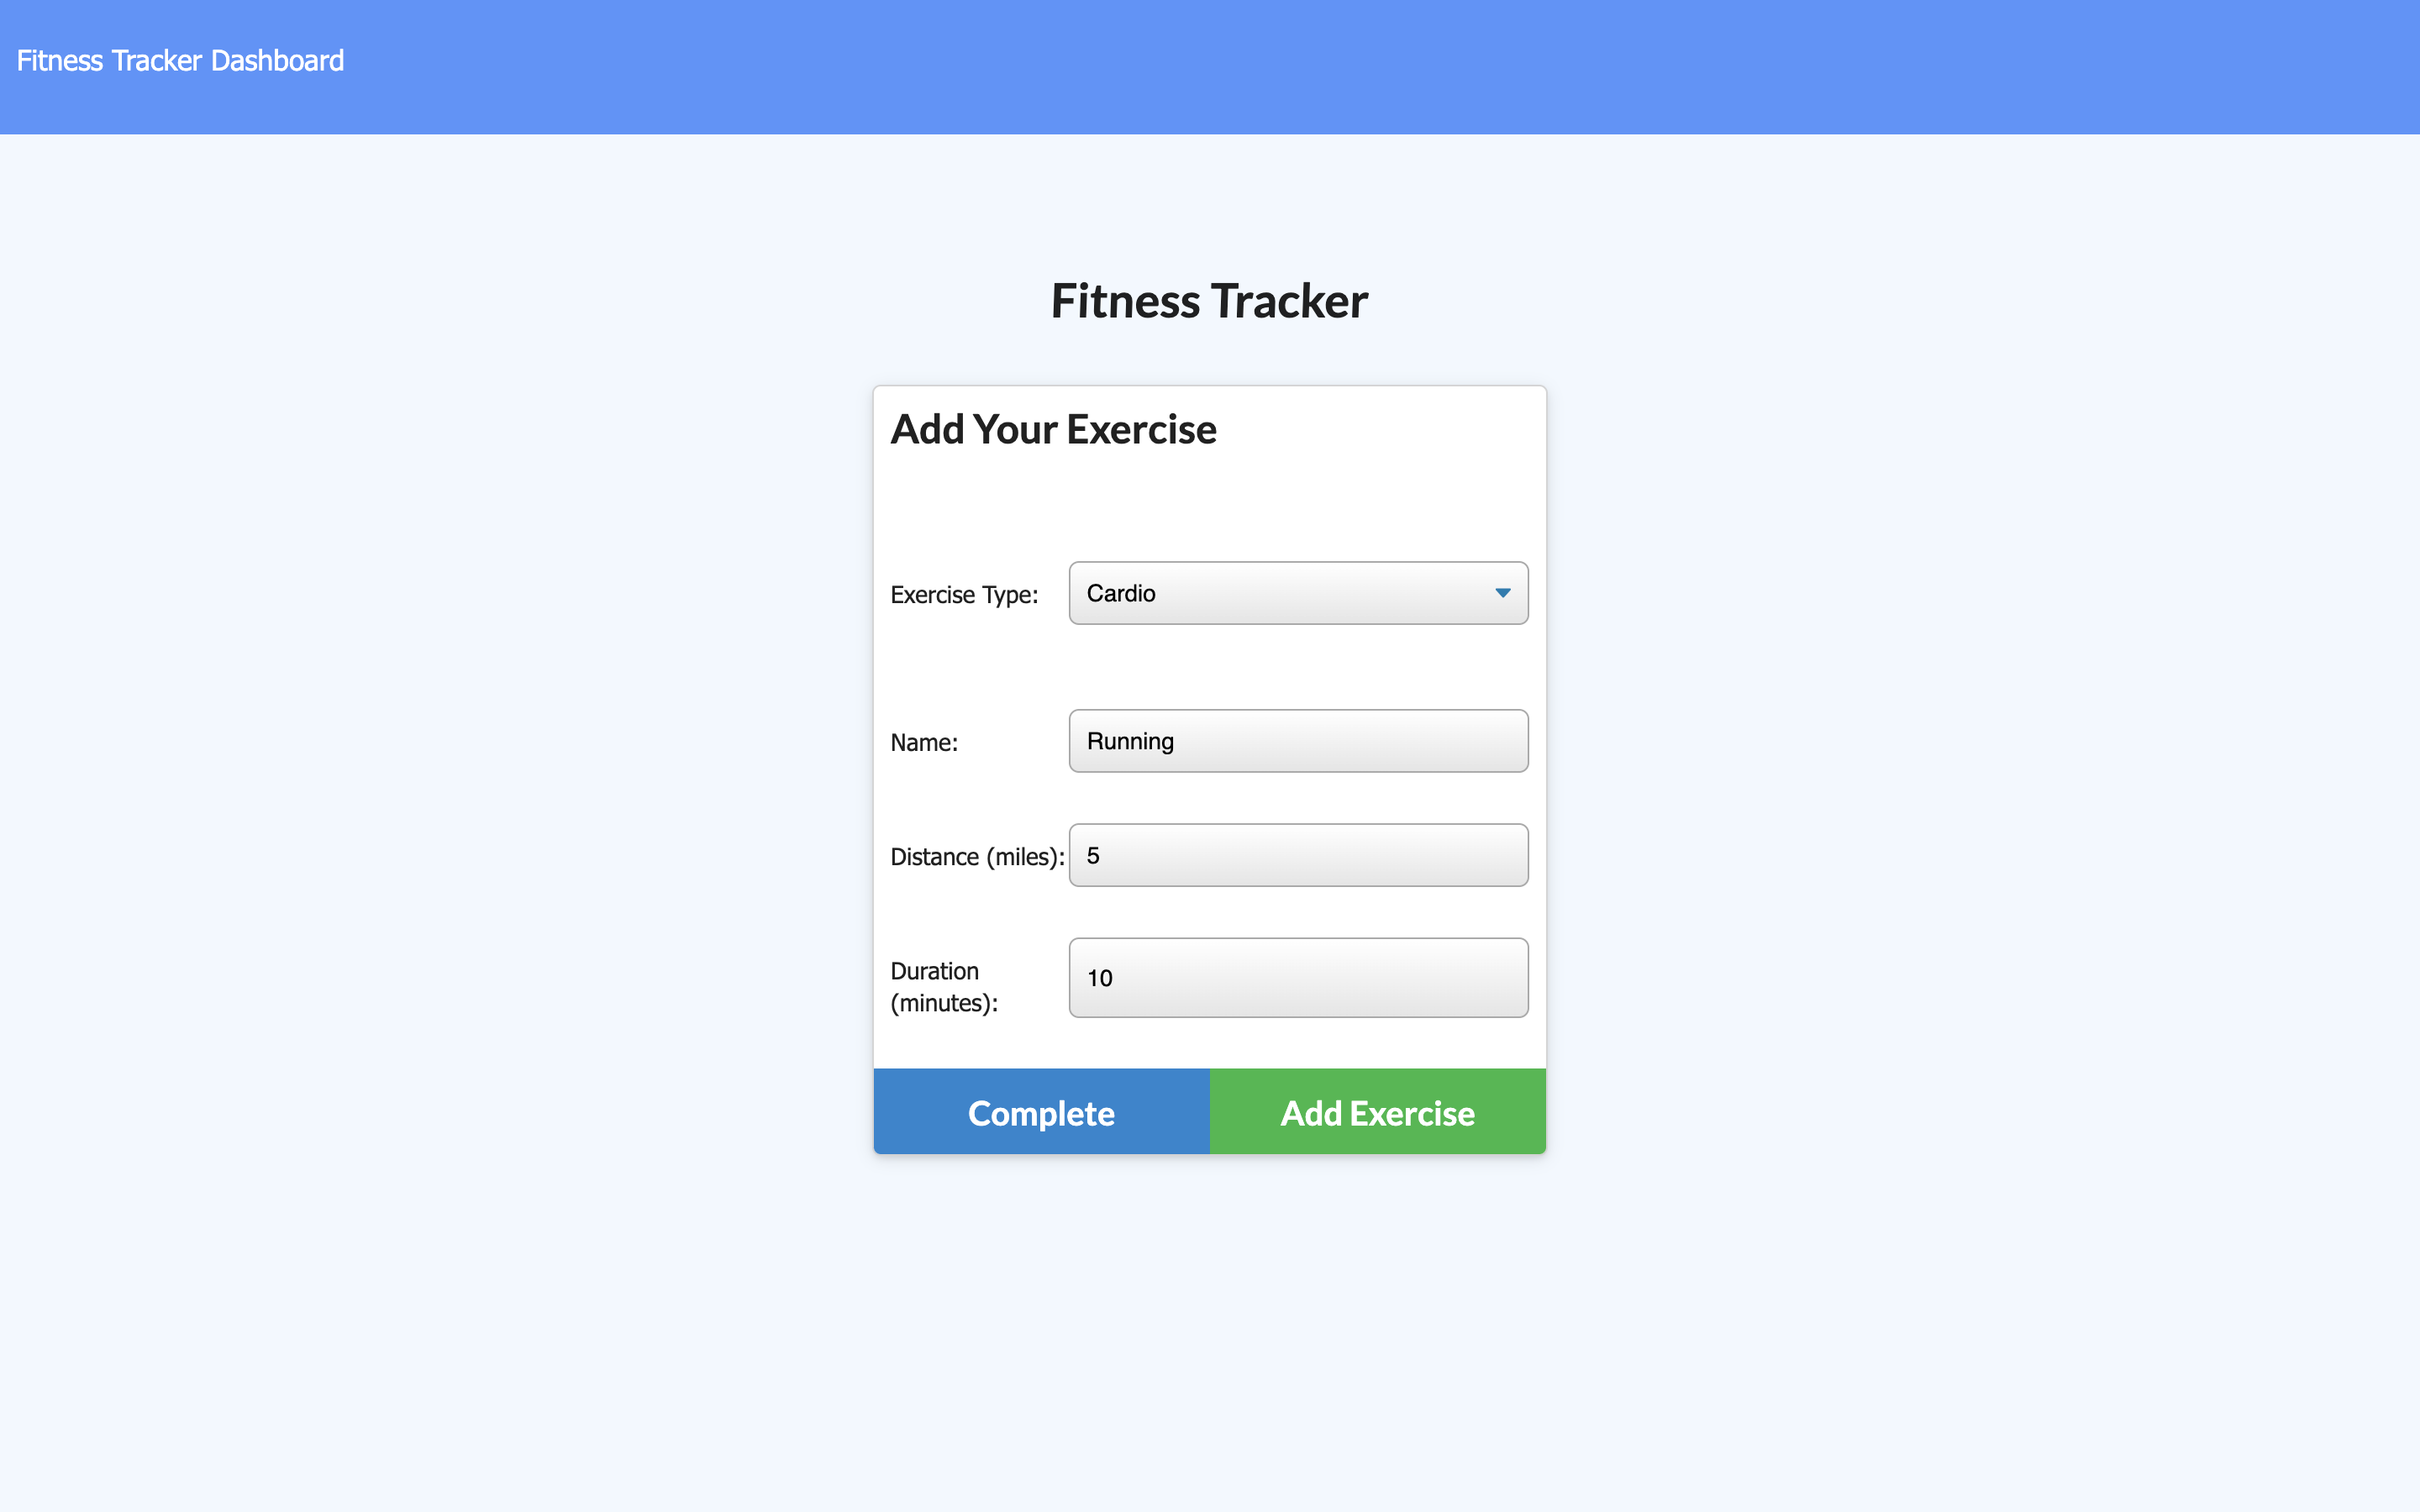 Fitness Tracker Dashboard
Fitness Tracker
Add Your Exercise
Exercise Type: Cardio
Name: Running
Distance (miles): 5
Duration (minutes): 10
Complete Add Exercise